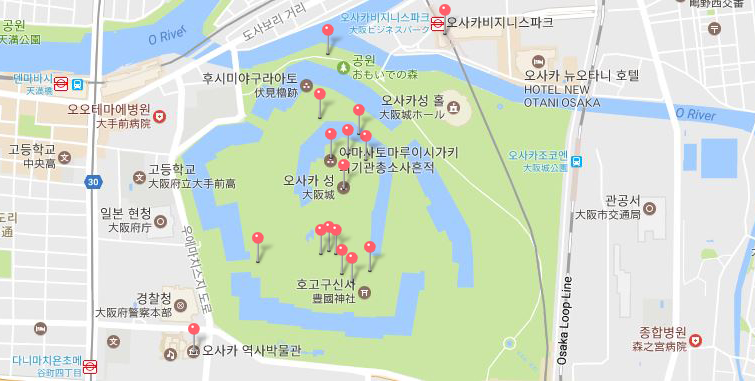 공원
天満公園
O River
도사보리 거리
오사카비지니스파크
大阪ビジネスパーク
오사카비지니스파크
鴫野西交番
덴마바시
天満橋
후시미야구라아토
伏見櫓跡
공원
おもいでの森
오사카 뉴오타니 호텔
HOTEL NEW
OTANI OSAKA
오오테마에병원
大手前病院
오사카성 홀
大阪城ホール
O River
고등학교
中央高
야마사토마루이시가키
기관총소사흔적
오사카조코엔
大阪城公園
고등학교
大阪府立大手前高
30
오사카 성
大阪城
일본 현청
大阪府庁
관공서
大阪市交通局
도리
通
우에마치스지 도로
호고구신사
豊國神社
경찰청
大阪府警察本部
Osaka Loop Line
종합병원
森之宮病院
다니마치욘초메
谷町四丁目
오사카 역사박물관